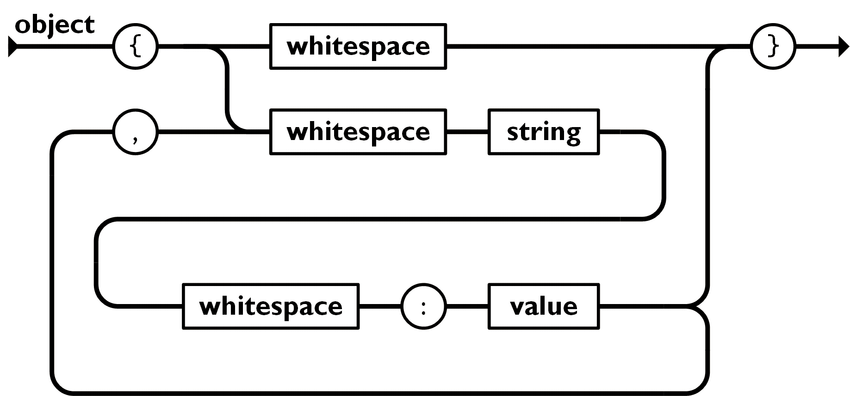 object
{ whitespace }
, whitespace string
whitespace : value